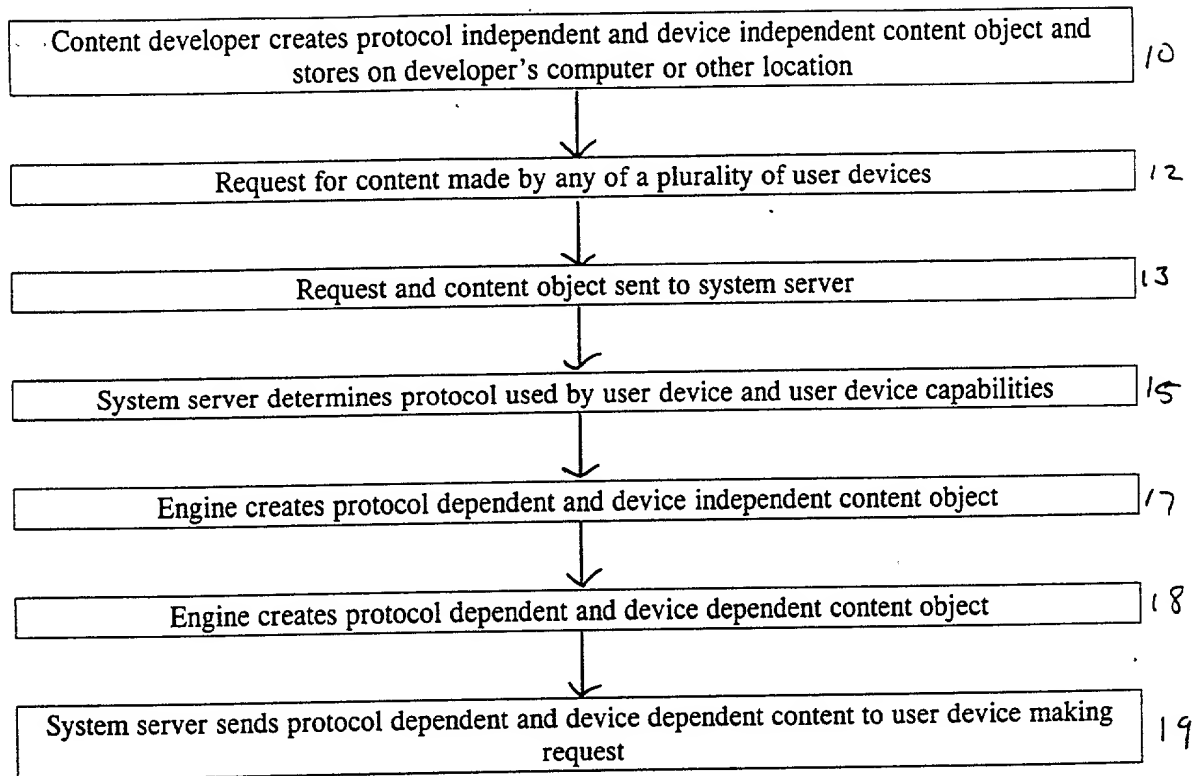 Content developer creates protocol independent and device independent content object and
stores on developer's computer or other location
10
Request for content made by any of a plurality of user devices
12
Request and content object sent to system server
13
System server determines protocol used by user device and user device capabilities
15
Engine creates protocol dependent and device independent content object
17
Engine creates protocol dependent and device dependent content object
18
System server sends protocol dependent and device dependent content to user device making
request
19